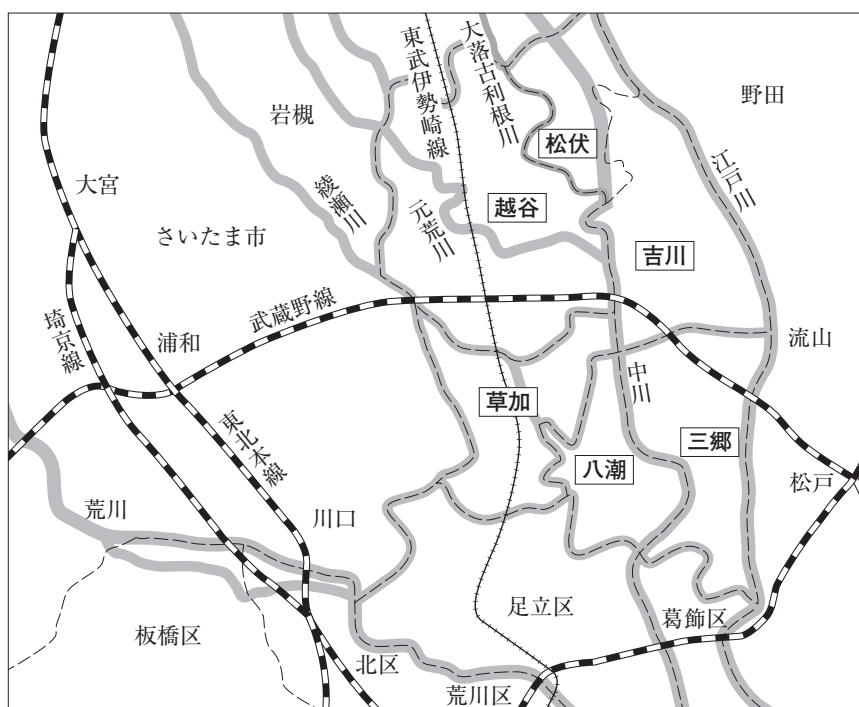 東武伊勢崎線
大落古利根川
野田
岩槻
松伏
江戸川
大宮
綾瀬川
元荒川
越谷
さいたま市
吉川
武蔵野線
埼京線
浦和
流山
中川
草加
東北本線
三郷
八潮
松戸
荒川
川口
足立区
葛飾区
板橋区
北区
荒川区